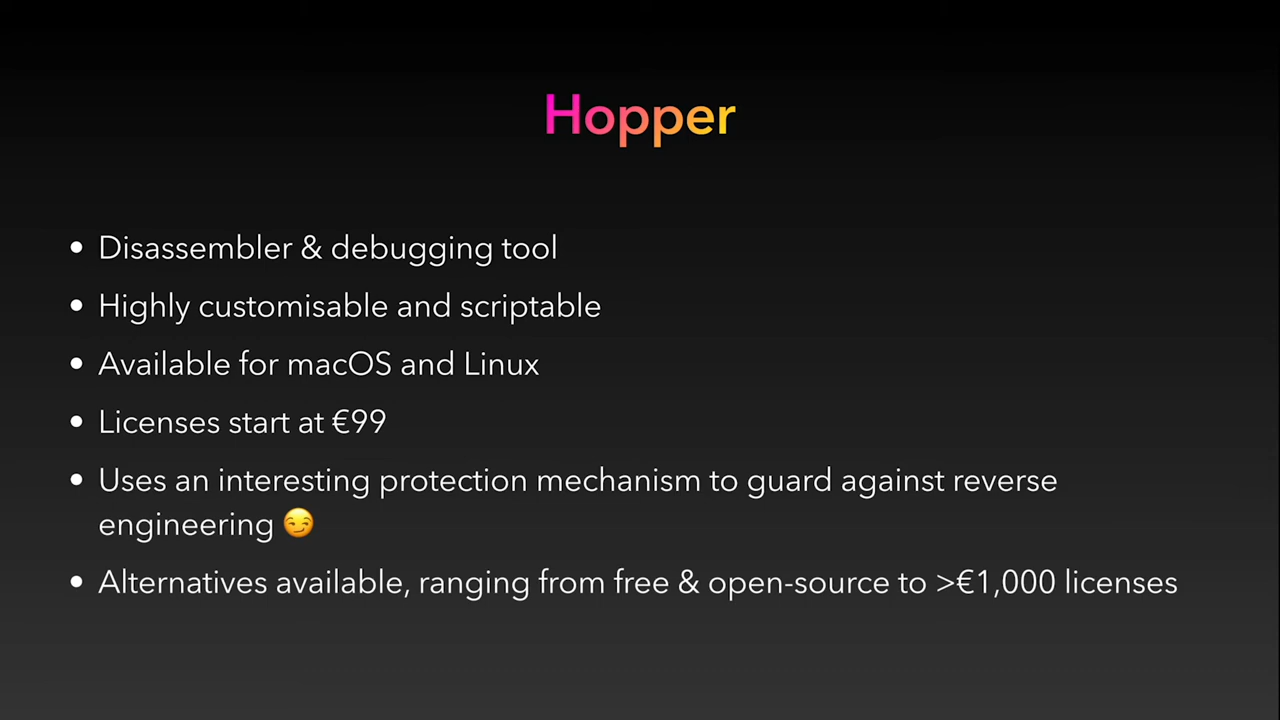 Hopper
• Disassembler & debugging tool
• Highly customisable and scriptable
• Available for macOS and Linux
• Licenses start at €99
• Uses an interesting protection mechanism to guard against reverse
engineering 😏
• Alternatives available, ranging from free & open-source to >€1,000 licenses